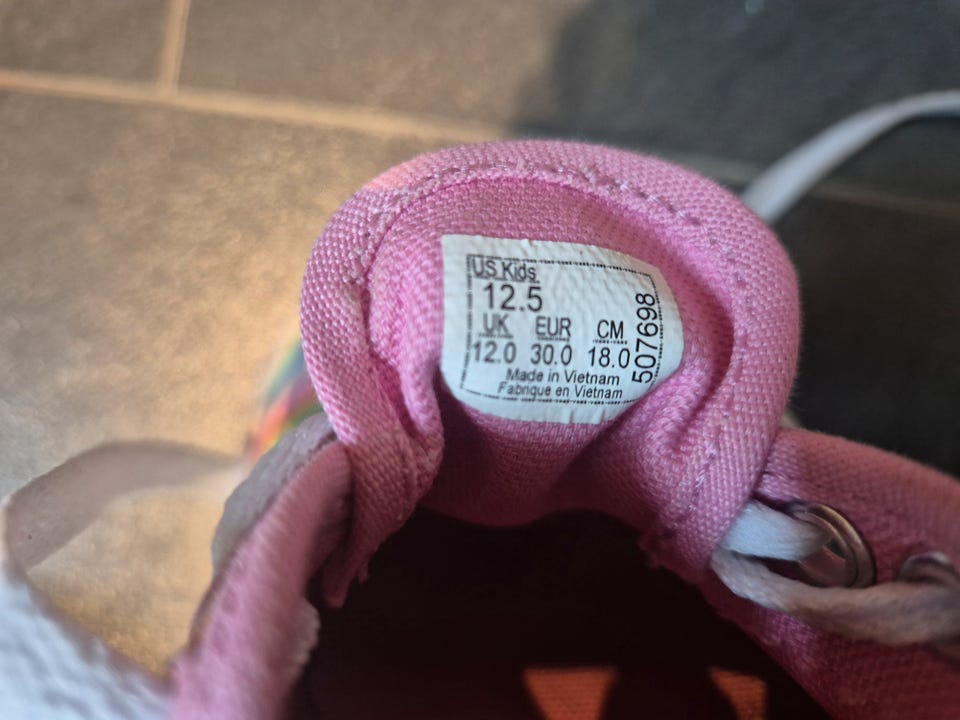 US Kids
12.5
UK EUR CM
12.0 30.0 18.0
Made in Vietnam
Fabrique en Vietnam
507698